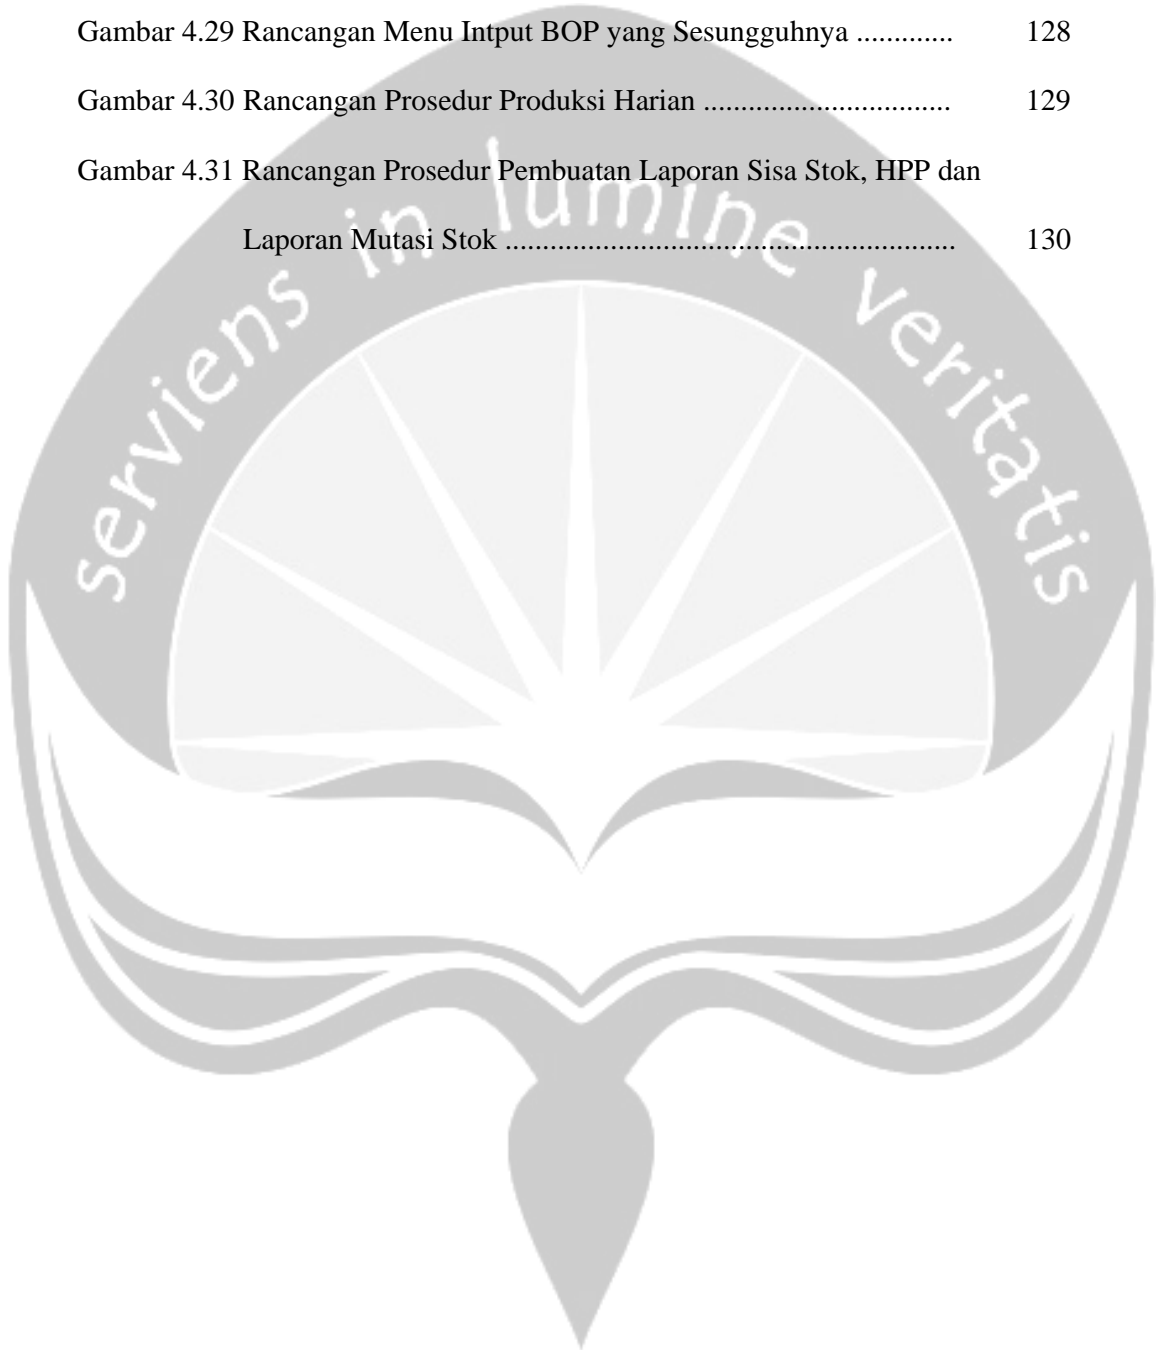 Gambar 4.29 Rancangan Menu Intput BOP yang Sesungguhnya ............. 128
Gambar 4.30 Rancangan Prosedur Produksi Harian ................................. 129
Gambar 4.31 Rancangan Prosedur Pembuatan Laporan Sisa Stok, HPP dan
Laporan Mutasi Stok ............................................................ 130
serviens in lumine veritatis